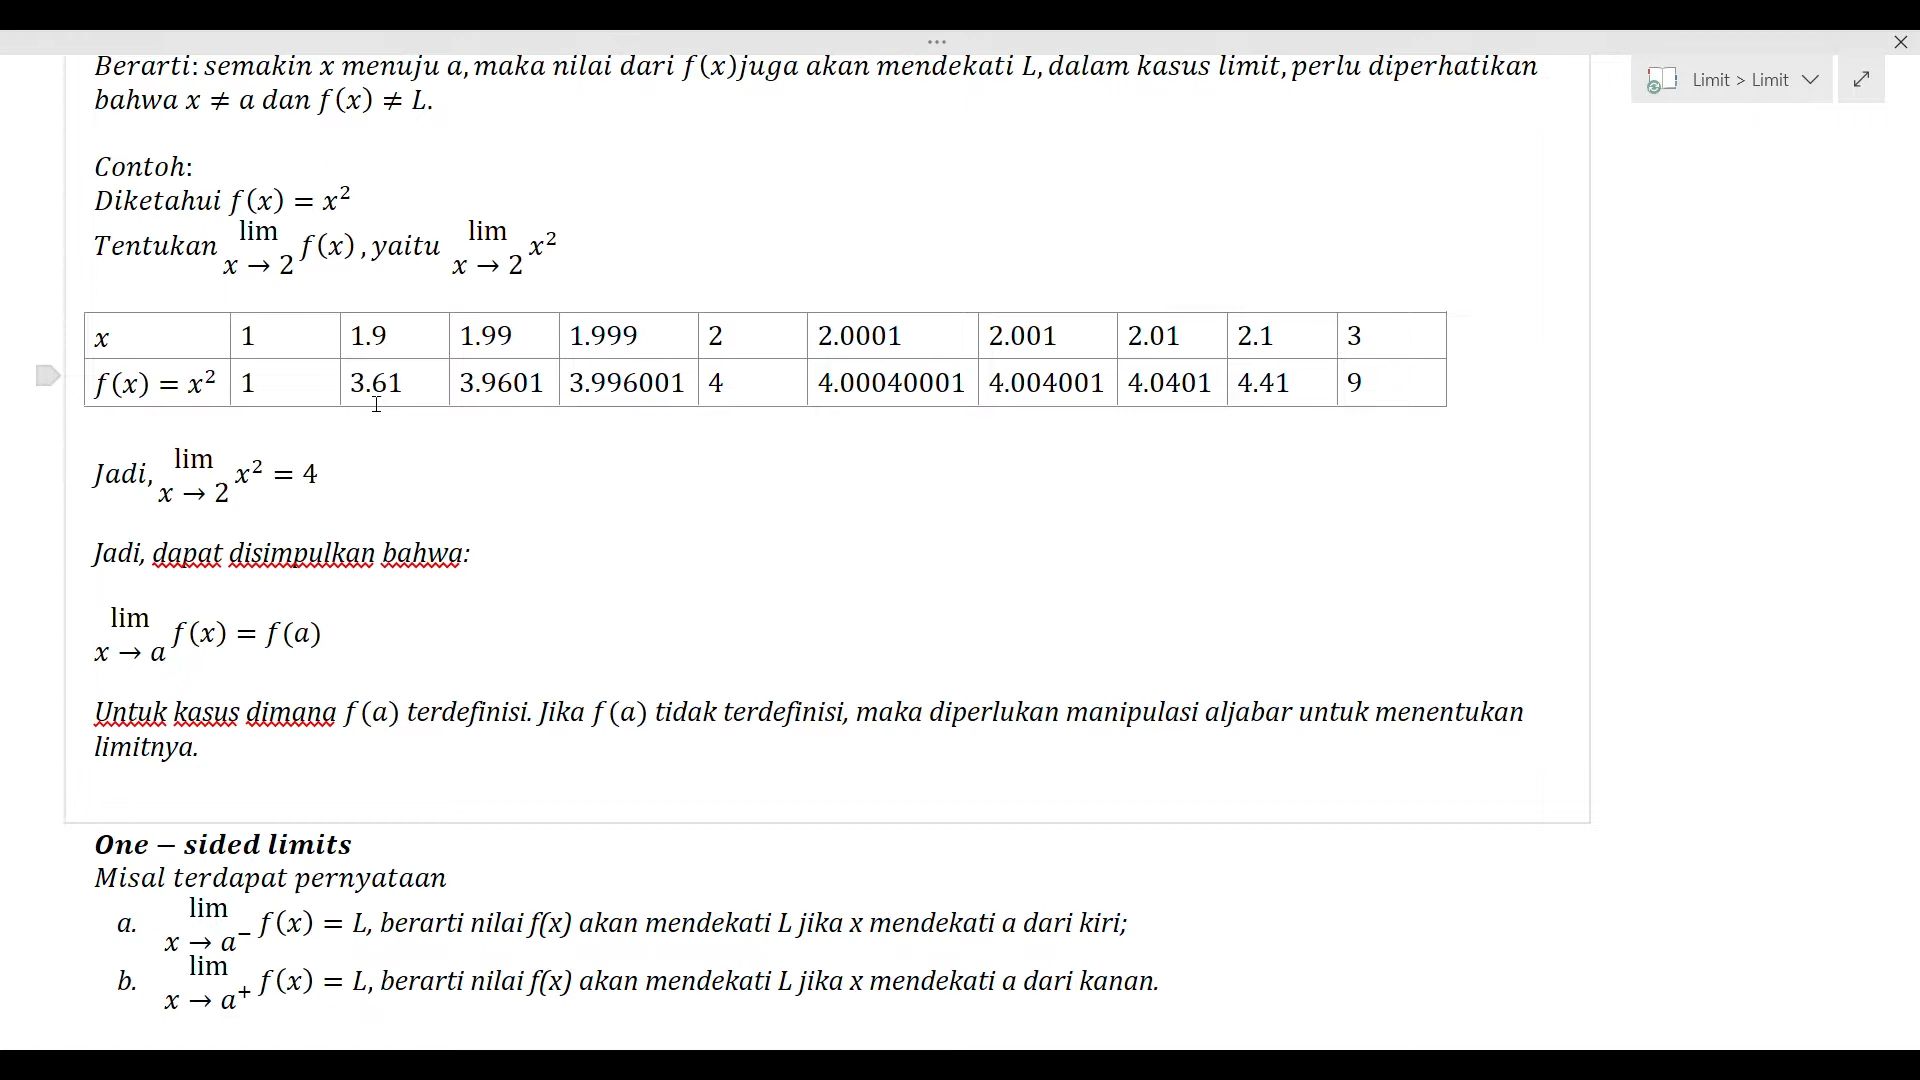 Berarti: semakin x menuju a, maka nilai dari f(x)juga akan mendekati L, dalam kasus limit, perlu diperhatikan
bahwa x ≠ a dan f(x) ≠ L.
Limit > Limit
Contoh:
Diketahui f(x) = x²
Tentukan lim x → 2 f(x), yaitu lim x → 2 x²
x 1 1.9 1.99 1.999 2 2.0001 2.001 2.01 2.1 3
f(x) = x² 1 3.61 3.9601 3.996001 4 4.00040001 4.004001 4.0401 4.41 9
Jadi, lim x → 2 x² = 4
Jadi, dapat disimpulkan bahwa:
lim x → a f(x) = f(a)
Untuk kasus dimana f(a) terdefinisi. Jika f(a) tidak terdefinisi, maka diperlukan manipulasi aljabar untuk menentukan
limitnya.
One − sided limits
Misal terdapat pernyataan
a. lim x → a⁻ f(x) = L, berarti nilai f(x) akan mendekati L jika x mendekati a dari kiri;
b. lim x → a⁺ f(x) = L, berarti nilai f(x) akan mendekati L jika x mendekati a dari kanan.